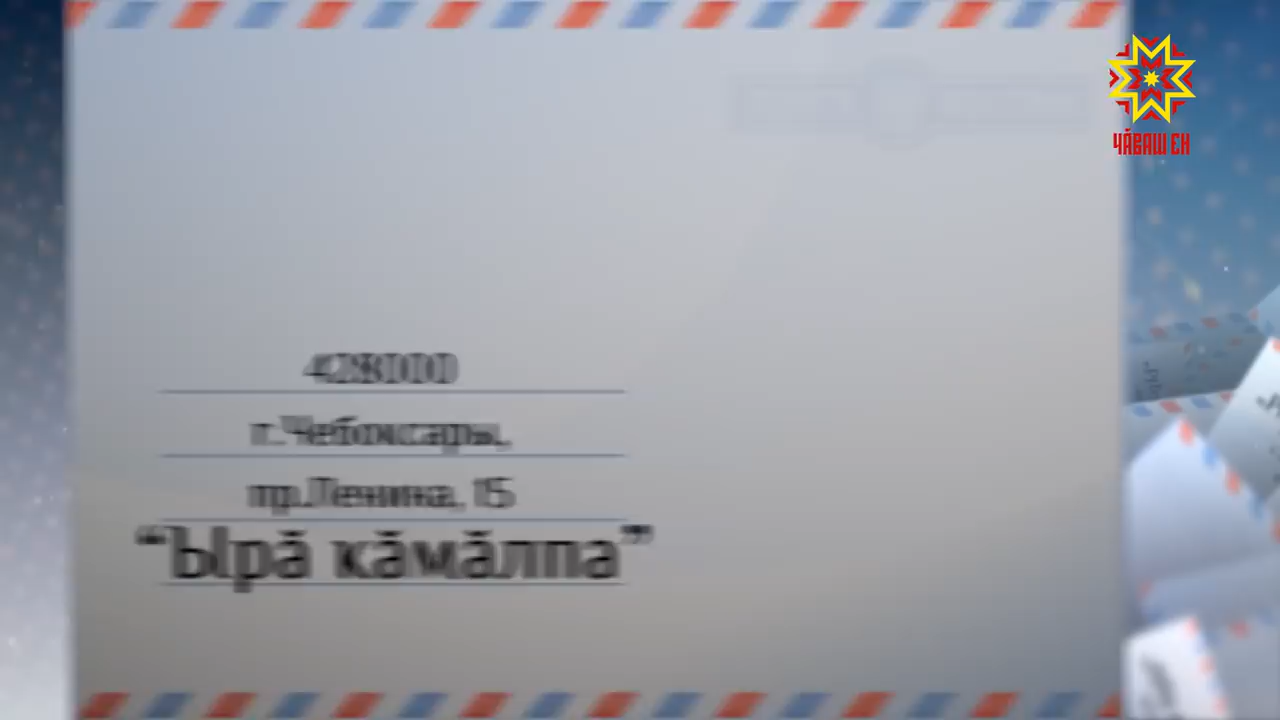 ЧӐВАШ ЕН
428000
г.Чебоксары,
пр.Ленина, 15
“Ырӑ кӑмӑлпа”